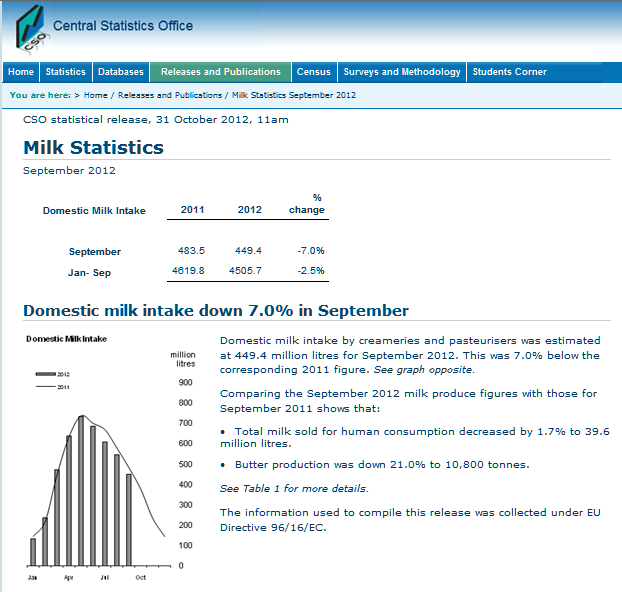 CSO
Central Statistics Office
Home Statistics Databases Releases and Publications Census Surveys and Methodology Students Corner
You are here: > Home / Releases and Publications / Milk Statistics September 2012
CSO statistical release, 31 October 2012, 11am
Milk Statistics
September 2012
%
Domestic Milk Intake 2011 2012 change
September 483.5 449.4 -7.0%
Jan- Sep 4619.8 4505.7 -2.5%
Domestic milk intake down 7.0% in September
Domestic Milk Intake
million
litres
2012
2011
900
800
700
600
500
400
300
200
100
0
Jan Apr Jul Oct
Domestic milk intake by creameries and pasteurisers was estimated
at 449.4 million litres for September 2012. This was 7.0% below the
corresponding 2011 figure. See graph opposite.
Comparing the September 2012 milk produce figures with those for
September 2011 shows that:
• Total milk sold for human consumption decreased by 1.7% to 39.6
million litres.
• Butter production was down 21.0% to 10,800 tonnes.
See Table 1 for more details.
The information used to compile this release was collected under EU
Directive 96/16/EC.